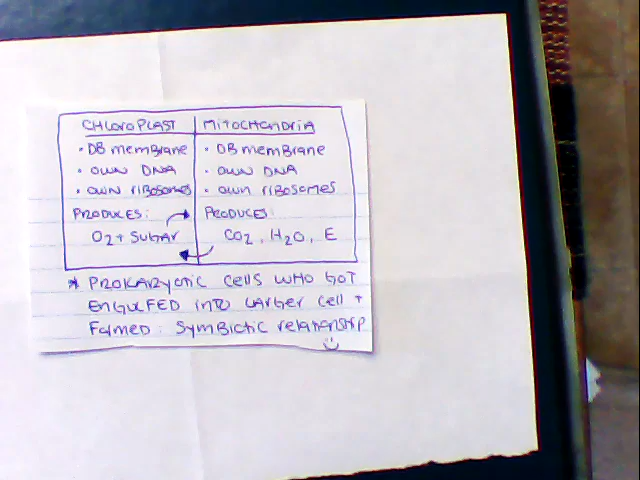 CHLOROPLAST
• DB membrane
• OWN DNA
• OWN ribosomes
PRODUCES:
O2 + SUGAR
MITOCHONDRIA
• DB membrane
• OWN DNA
• OWN ribosomes
PRODUCES:
CO2, H2O, E
* PROKARYOTIC cells WHO GOT
ENGULFED INTO LARGER cell +
Formed: SYMBIOTIC relationship